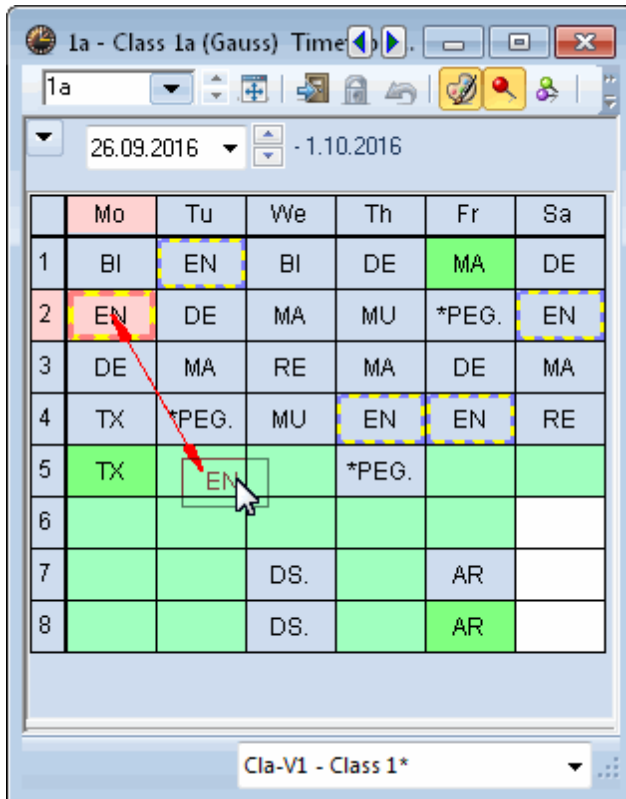 1a - Class 1a (Gauss) Time
1a
26.09.2016 - 1.10.2016
Mo Tu We Th Fr Sa
1 BI EN BI DE MA DE
2 EN DE MA MU *PEG. EN
3 DE MA RE MA DE MA
4 TX *PEG. MU EN EN RE
5 TX EN *PEG.
6
7 DS. AR
8 DS. AR
Cla-V1 - Class 1*